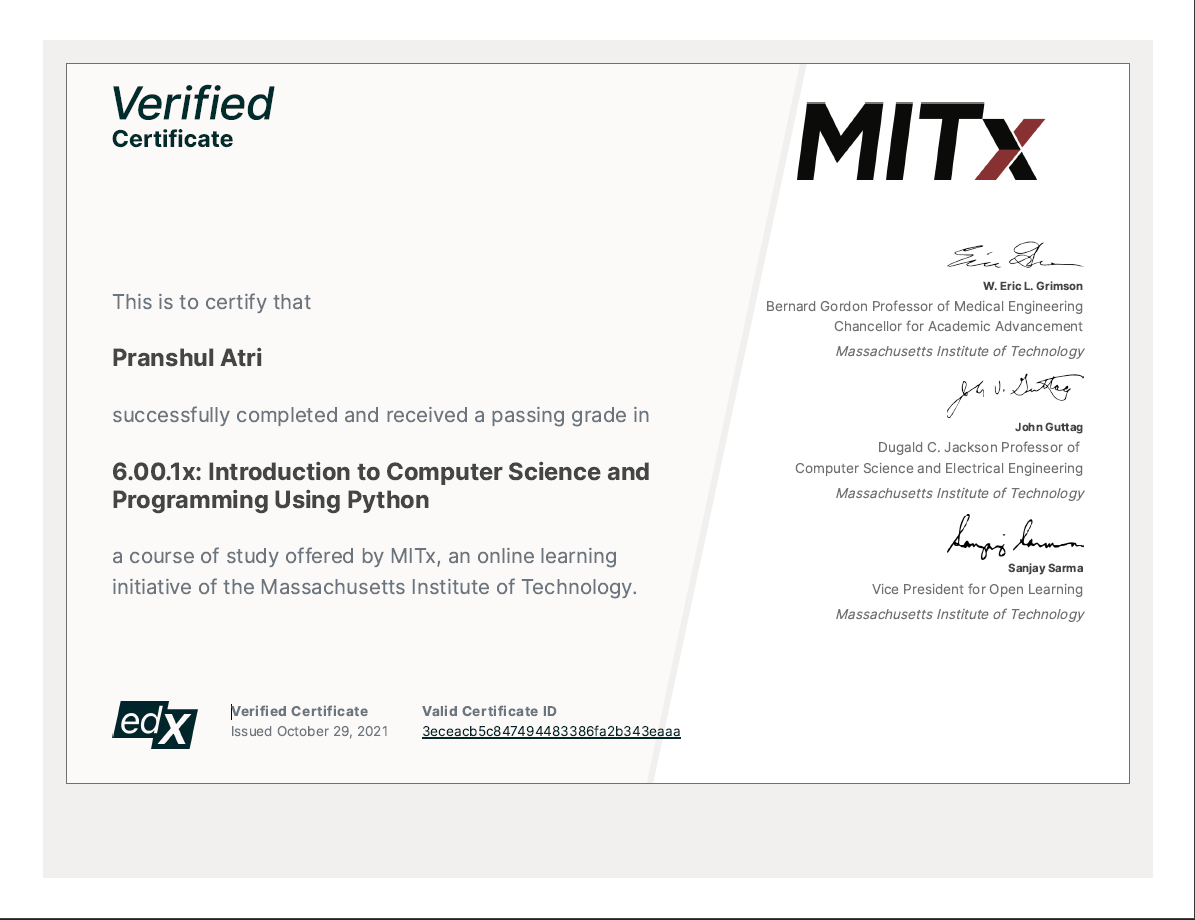 Verified
Certificate
MITx
This is to certify that
Pranshul Atri
successfully completed and received a passing grade in
6.00.1x: Introduction to Computer Science and
Programming Using Python
a course of study offered by MITx, an online learning
initiative of the Massachusetts Institute of Technology.
W. Eric L. Grimson
Bernard Gordon Professor of Medical Engineering
Chancellor for Academic Advancement
Massachusetts Institute of Technology
John V. Guttag
John Guttag
Dugald C. Jackson Professor of
Computer Science and Electrical Engineering
Massachusetts Institute of Technology
Sanjay Sarma
Sanjay Sarma
Vice President for Open Learning
Massachusetts Institute of Technology
edX
Verified Certificate
Issued October 29, 2021
Valid Certificate ID
3eceacb5c847494483386fa2b343eaaa